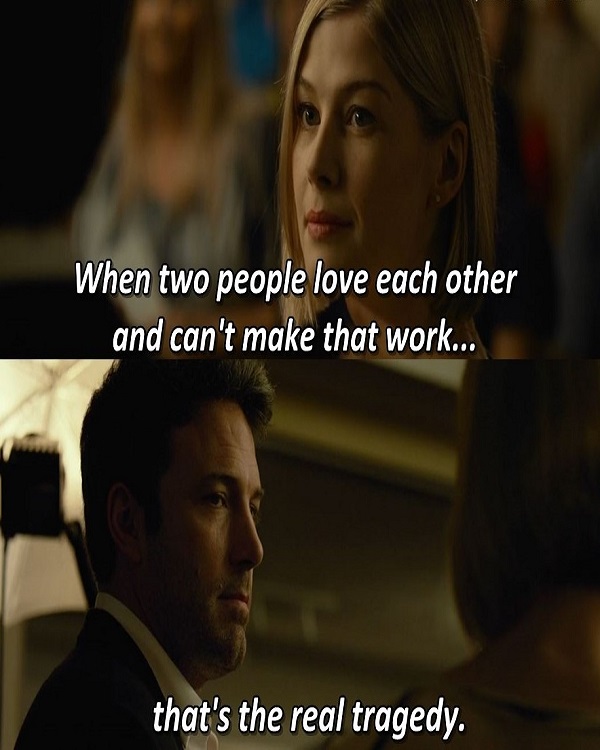 When two people love each other
and can't make that work...
that's the real tragedy.